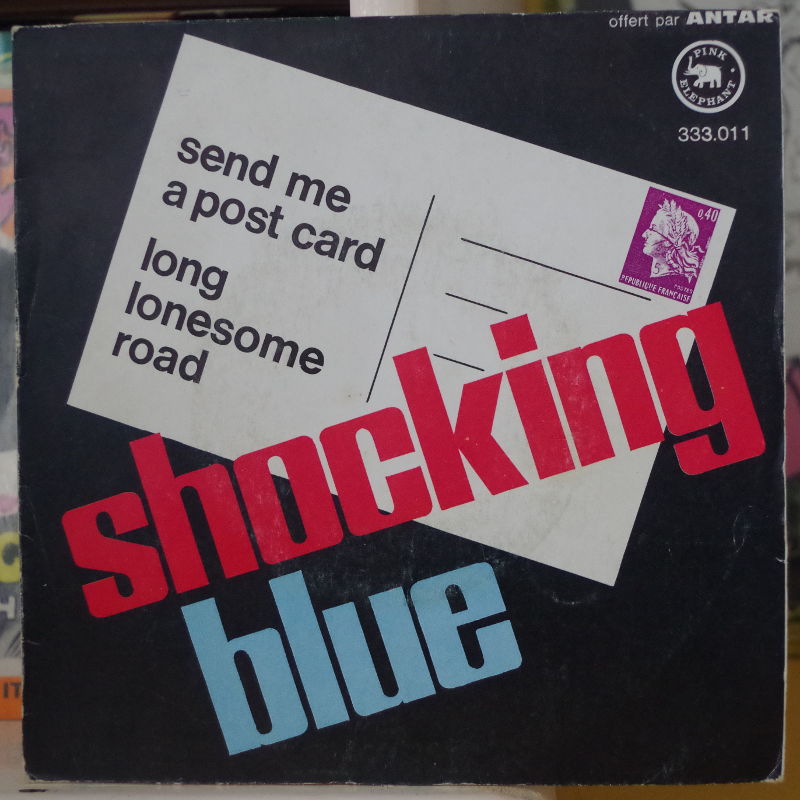 offert par ANTAR
PINK
ELEPHANT
333.011
send me
a post card
long
lonesome
road
0,40
POSTES
REPUBLIQUE FRANÇAISE
shocking
blue
IT